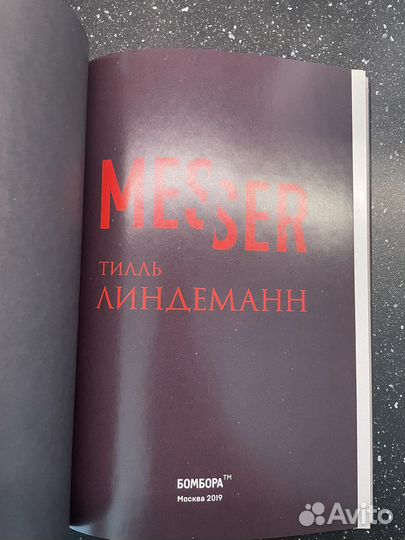 MESSER
ТИЛЛЬ
ЛИНДЕМАНН
БОМБОРА™
Москва 2019
Avito